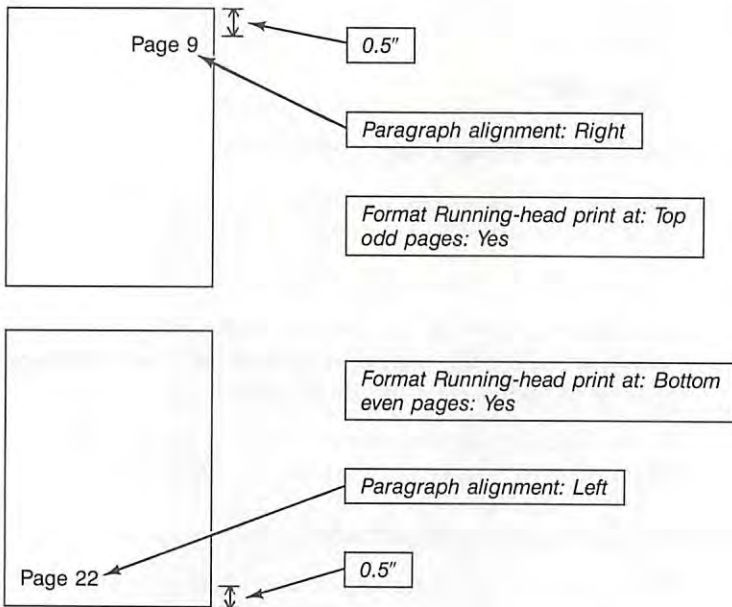 Page 9
0.5"
Paragraph alignment: Right
Format Running-head print at: Top
odd pages: Yes
Format Running-head print at: Bottom
even pages: Yes
Paragraph alignment: Left
Page 22
0.5"